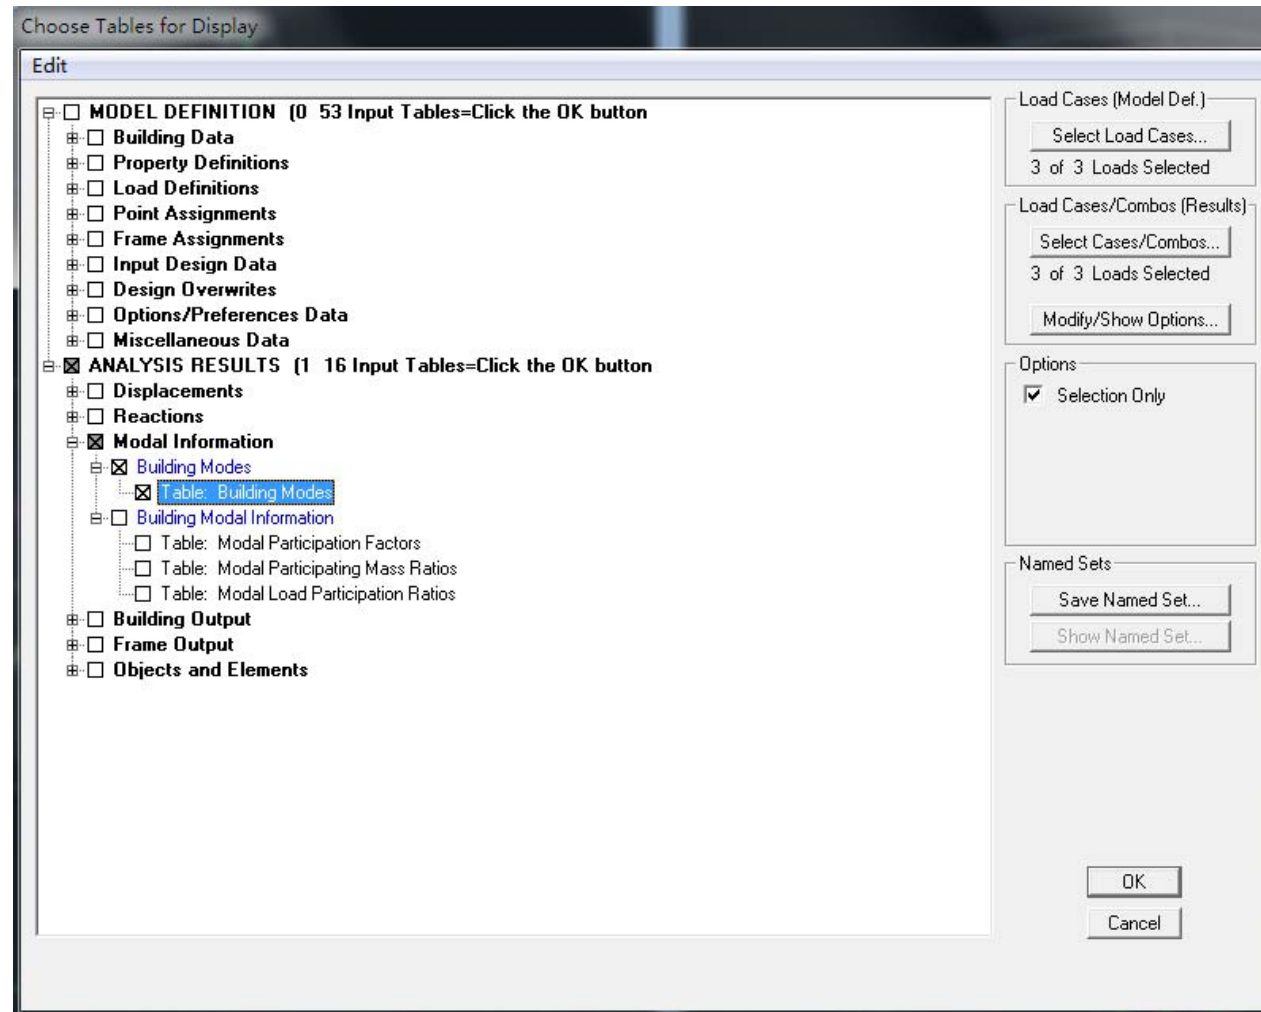 Choose Tables for Display
Edit
MODEL DEFINITION (0 53 Input Tables=Click the OK button
Building Data
Property Definitions
Load Definitions
Point Assignments
Frame Assignments
Input Design Data
Design Overwrites
Options/Preferences Data
Miscellaneous Data
ANALYSIS RESULTS (1 16 Input Tables=Click the OK button
Displacements
Reactions
Modal Information
Building Modes
Table: Building Modes
Building Modal Information
Table: Modal Participation Factors
Table: Modal Participating Mass Ratios
Table: Modal Load Participation Ratios
Building Output
Frame Output
Objects and Elements
Load Cases (Model Def.)
Select Load Cases...
3 of 3 Loads Selected
Load Cases/Combos (Results)
Select Cases/Combos...
3 of 3 Loads Selected
Modify/Show Options...
Options
Selection Only
Named Sets
Save Named Set...
Show Named Set...
OK
Cancel